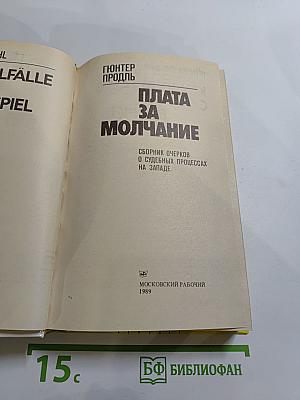 HL
LFÄLLE
PIEL
ГЮНТЕР
ПРОДЛЬ
ПЛАТА
ЗА
МОЛЧАНИЕ
СБОРНИК ОЧЕРКОВ
О СУДЕБНЫХ ПРОЦЕССАХ
НА ЗАПАДЕ
МОСКОВСКИЙ РАБОЧИЙ
1989
15 с
БФ БИБЛИОФАН